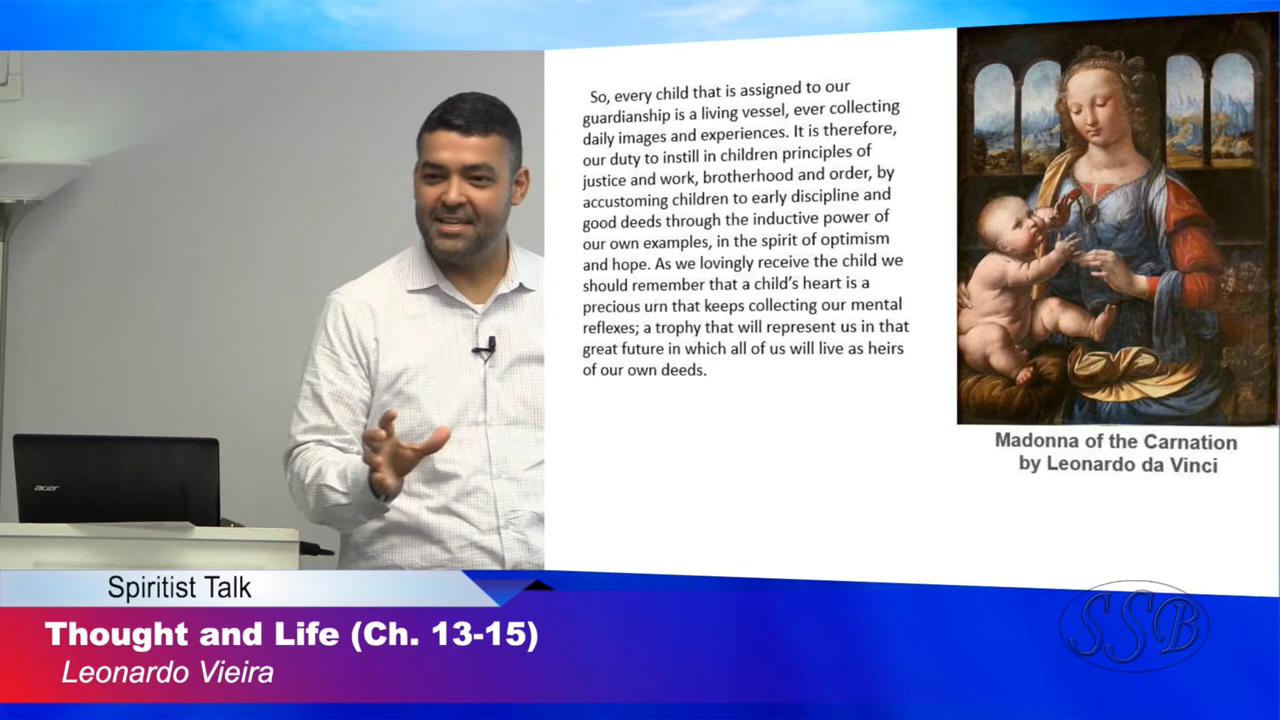 So, every child that is assigned to our
guardianship is a living vessel, ever collecting
daily images and experiences. It is therefore,
our duty to instill in children principles of
justice and work, brotherhood and order, by
accustoming children to early discipline and
good deeds through the inductive power of
our own examples, in the spirit of optimism
and hope. As we lovingly receive the child we
should remember that a child's heart is a
precious urn that keeps collecting our mental
reflexes; a trophy that will represent us in that
great future in which all of us will live as heirs
of our own deeds.
Madonna of the Carnation
by Leonardo da Vinci
acer
Spiritist Talk
Thought and Life (Ch. 13-15)
Leonardo Vieira
SSB